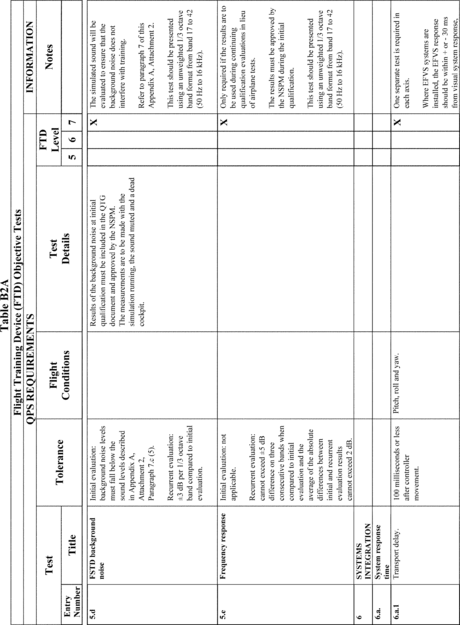 Table B2A
Flight Training Device (FTD) Objective Tests
QPS REQUIREMENTS
INFORMATION
Test
Tolerance
Flight
Conditions
Test
Details
FTD
Level
Notes
Entry
Number
Title
5
6
7
5.d
FSTD background
noise
Initial evaluation:
background noise levels
must fall below the
sound levels described
in Appendix A,
Attachment 2,
Paragraph 7.c (5).
Recurrent evaluation:
±3 dB per 1/3 octave
band compared to initial
evaluation.
Results of the background noise at initial
qualification must be included in the QTG
document and approved by the NSPM.
The measurements are to be made with the
simulation running, the sound muted and a dead
cockpit.
X
The simulated sound will be
evaluated to ensure that the
background noise does not
interfere with training.
Refer to paragraph 7 of this
Appendix A, Attachment 2.
This test should be presented
using an unweighted 1/3 octave
band format from band 17 to 42
(50 Hz to 16 kHz).
5.e
Frequency response
Initial evaluation: not
applicable.
Recurrent evaluation:
cannot exceed ±5 dB
difference on three
consecutive bands when
compared to initial
evaluation and the
average of the absolute
differences between
initial and recurrent
evaluation results
cannot exceed 2 dB.
X
Only required if the results are to
be used during continuing
qualification evaluations in lieu
of airplane tests.
The results must be approved by
the NSPM during the initial
qualification.
This test should be presented
using an unweighted 1/3 octave
band format from band 17 to 42
(50 Hz to 16 kHz).
6
SYSTEMS
INTEGRATION
6.a.
System response
time
6.a.1
Transport delay.
100 milliseconds or less
after controller
movement.
Pitch, roll and yaw.
X
One separate test is required in
each axis.
Where EFVS systems are
installed, the EFVS response
should be within + or - 30 ms
from visual system response,